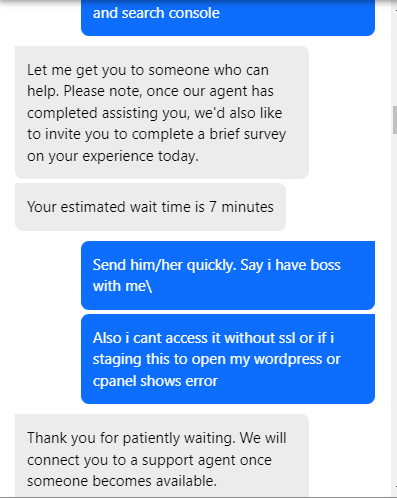 and search console
Let me get you to someone who can
help. Please note, once our agent has
completed assisting you, we'd also like
to invite you to complete a brief survey
on your experience today.
Your estimated wait time is 7 minutes
Send him/her quickly. Say i have boss
with me\
Also i cant access it without ssl or if i
staging this to open my wordpress or
cpanel shows error
Thank you for patiently waiting. We will
connect you to a support agent once
someone becomes available.